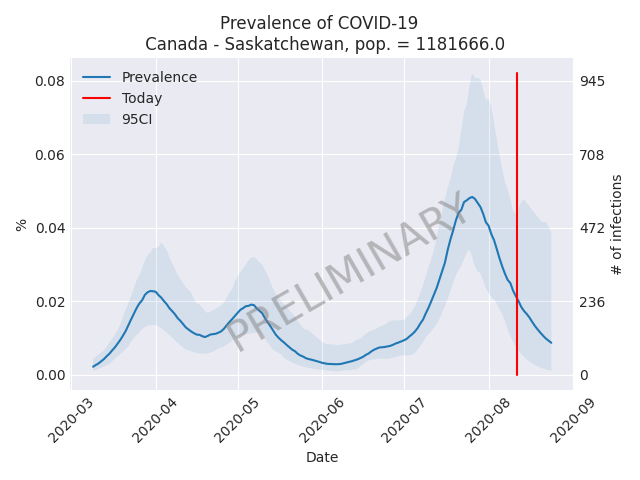 Prevalence of COVID-19
Canada - Saskatchewan, pop. = 1181666.0
Prevalence
Today
95CI
0.08
0.06
0.04
0.02
0.00
%
945
708
472
236
0
# of infections
PRELIMINARY
2020-03
2020-04
2020-05
2020-06
2020-07
2020-08
2020-09
Date